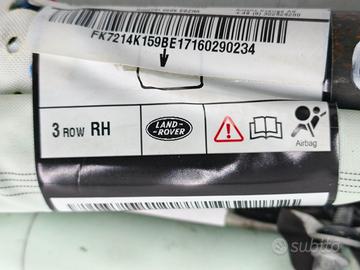 FK7214K159BE17160290234
3 ROW RH
LAND-
ROVER
Airbag
subito